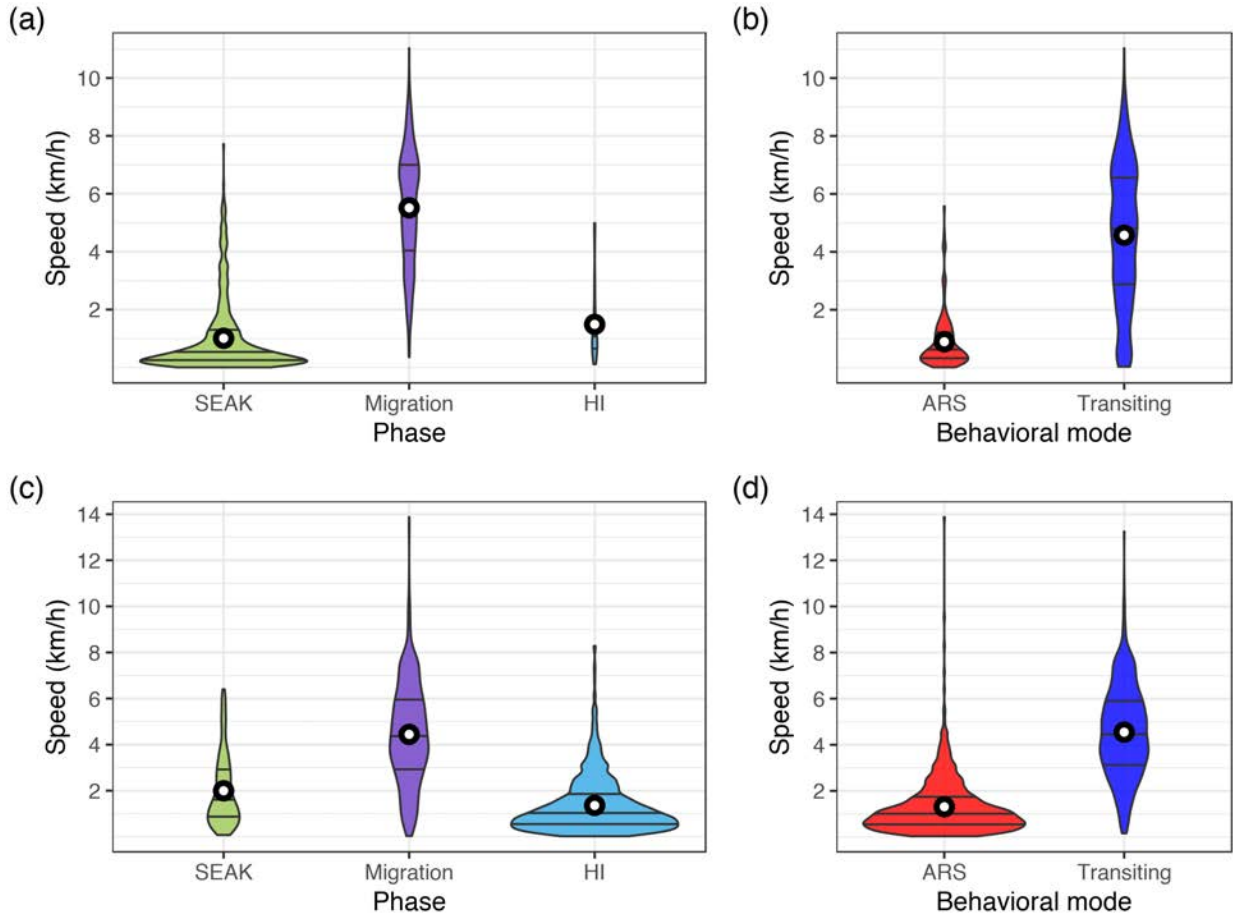 (a)
10
8
6
4
2
Speed (km/h)
SEAK Migration HI
Phase
(b)
10
8
6
4
2
Speed (km/h)
ARS Transiting
Behavioral mode
(c)
14
12
10
8
6
4
2
Speed (km/h)
SEAK Migration HI
Phase
(d)
14
12
10
8
6
4
2
Speed (km/h)
ARS Transiting
Behavioral mode